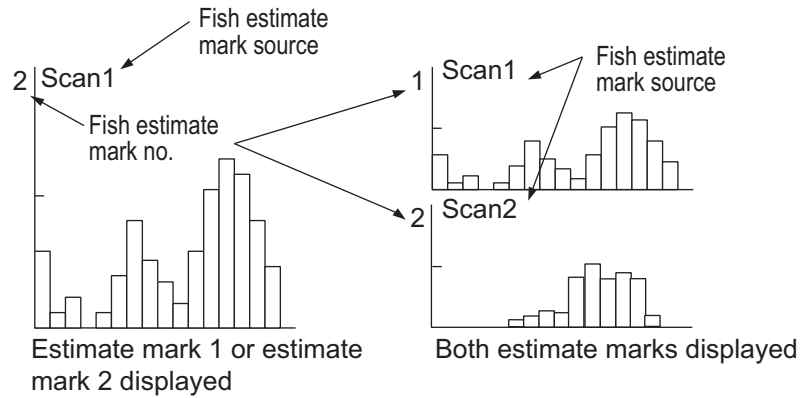 Fish estimate
mark source
2 Scan1
Fish estimate
mark no.
Estimate mark 1 or estimate
mark 2 displayed
1 Scan1
Fish estimate
mark source
2 Scan2
Both estimate marks displayed